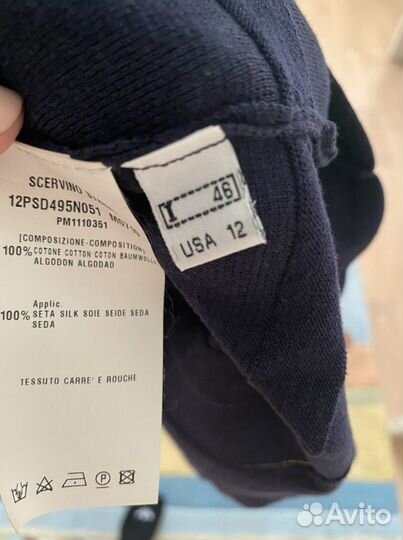 SCERVINO
12PSD495N051
PM1110351
[COMPOSIZIONE-COMPOSITION]
100% COTONE COTTON COTON BAUMWOLLE
ALGODON ALGODAO
Applic.
100% SETA SILK SOIE SEIDE SEDA
SEDA
TESSUTO CARRE' E ROUCHE
P
I 46
USA 12
Avito